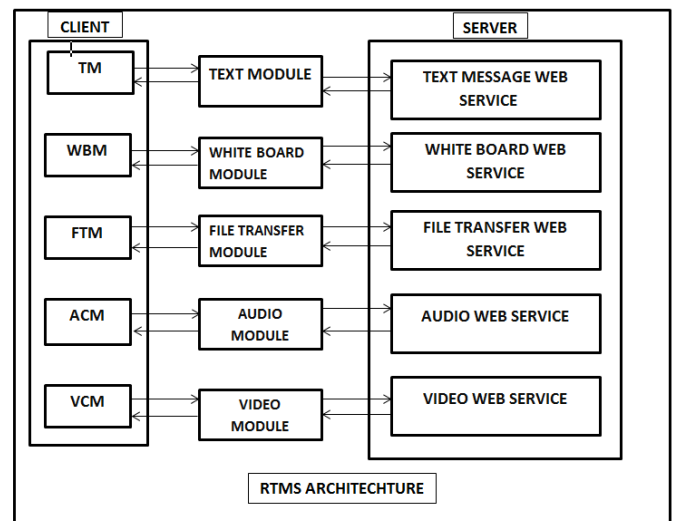 CLIENT
SERVER
TM
TEXT MODULE
TEXT MESSAGE WEB
SERVICE
WBM
WHITE BOARD
MODULE
WHITE BOARD WEB
SERVICE
FTM
FILE TRANSFER
MODULE
FILE TRANSFER WEB
SERVICE
ACM
AUDIO
MODULE
AUDIO WEB SERVICE
VCM
VIDEO
MODULE
VIDEO WEB SERVICE
RTMS ARCHITECHTURE